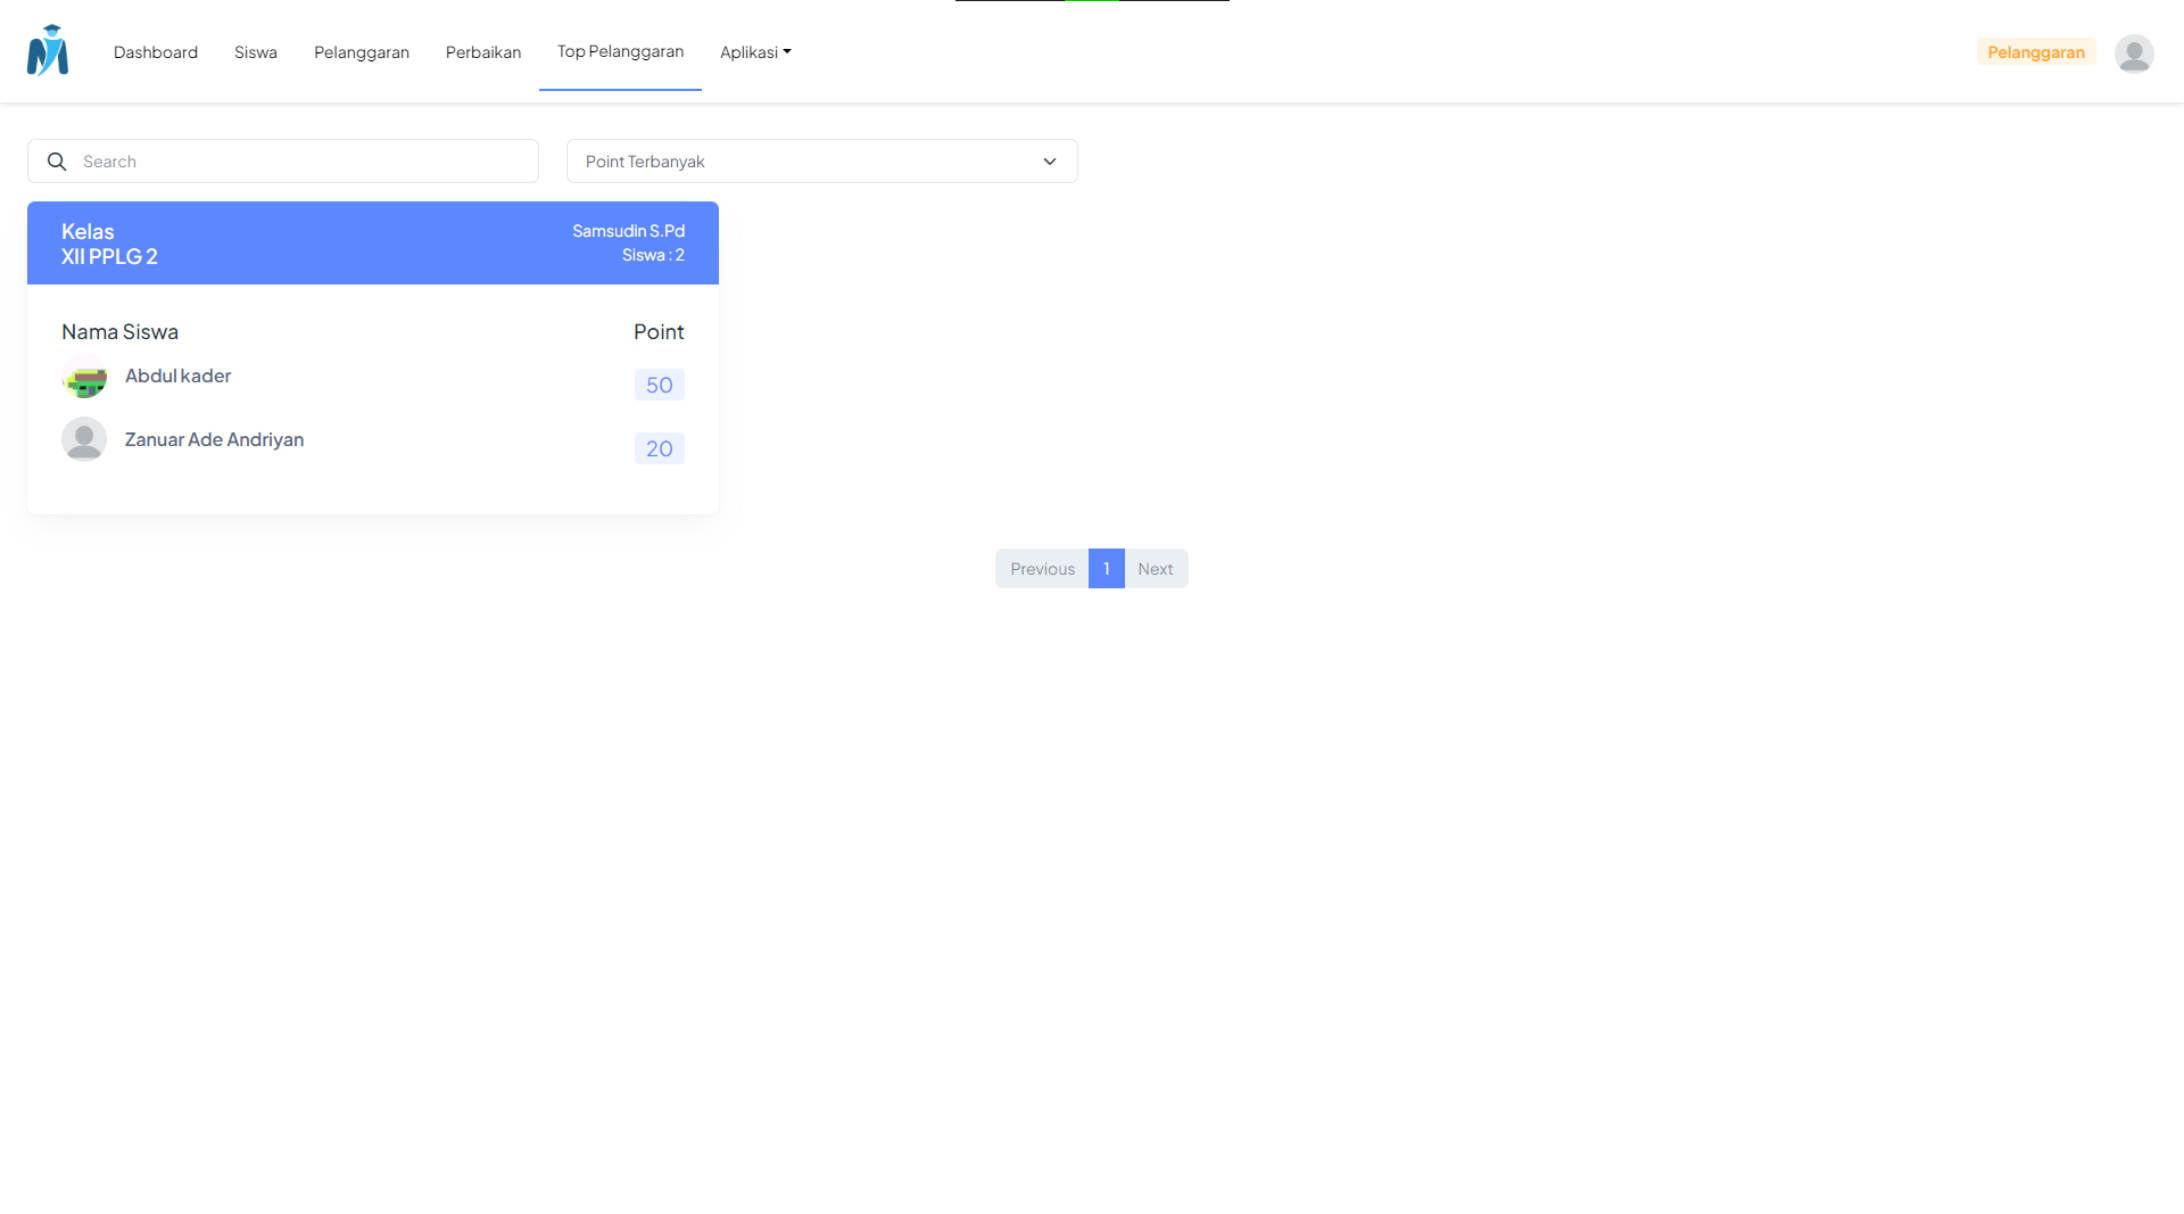 Dashboard Siswa Pelanggaran Perbaikan Top Pelanggaran Aplikasi Pelanggaran
Search Point Terbanyak
Kelas Samsudin S.Pd
XII PPLG 2 Siswa : 2
Nama Siswa Point
Abdul kader 50
Zanuar Ade Andriyan 20
Previous 1 Next